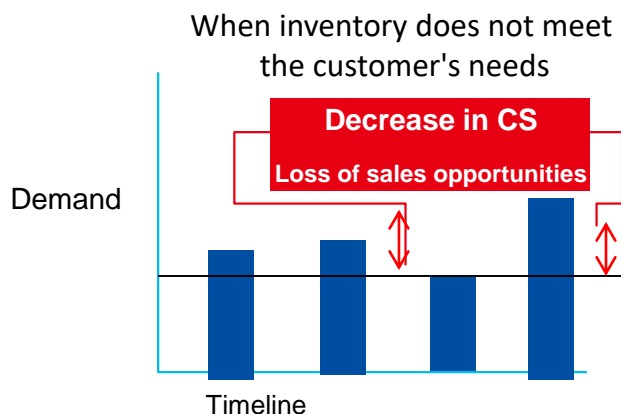 When inventory does not meet
the customer's needs
Decrease in CS
Loss of sales opportunities
Demand
Timeline